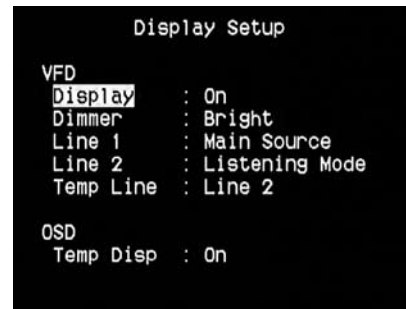 Display Setup
VFD
Display : On
Dimmer : Bright
Line 1 : Main Source
Line 2 : Listening Mode
Temp Line : Line 2
OSD
Temp Disp : On